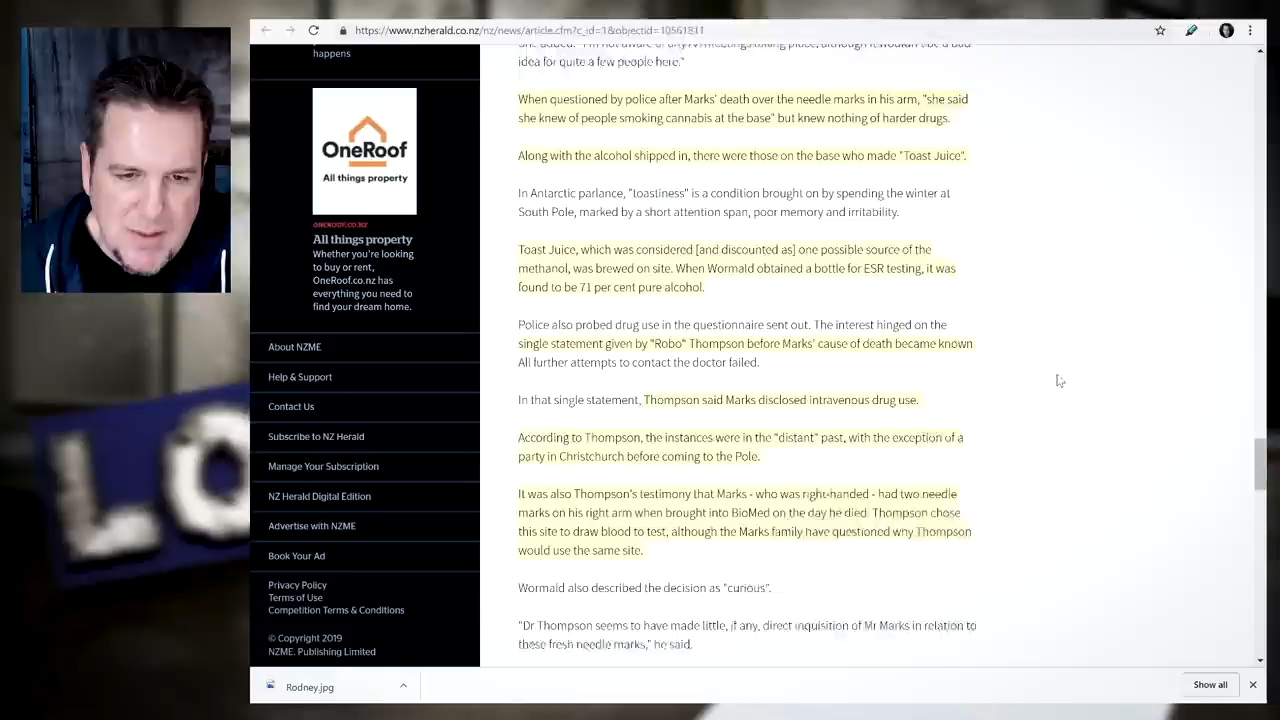 https://www.nzherald.co.nz/nz/news/article.cfm?c_id=1&objectid=10561811
happens
OneRoof
All things property
ONEROOF.CO.NZ
All things property
Whether you're looking
to buy or rent,
OneRoof.co.nz has
everything you need to
find your dream home.
About NZME
Help & Support
Contact Us
Subscribe to NZ Herald
Manage Your Subscription
NZ Herald Digital Edition
Advertise with NZME
Book Your Ad
Privacy Policy
Terms of Use
Competition Terms & Conditions
© Copyright 2019
NZME. Publishing Limited
idea for quite a few people here."
When questioned by police after Marks' death over the needle marks in his arm, "she said
she knew of people smoking cannabis at the base" but knew nothing of harder drugs.
Along with the alcohol shipped in, there were those on the base who made "Toast Juice".
In Antarctic parlance, "toastiness" is a condition brought on by spending the winter at
South Pole, marked by a short attention span, poor memory and irritability.
Toast Juice, which was considered [and discounted as] one possible source of the
methanol, was brewed on site. When Wormald obtained a bottle for ESR testing, it was
found to be 71 per cent pure alcohol.
Police also probed drug use in the questionnaire sent out. The interest hinged on the
single statement given by "Robo" Thompson before Marks' cause of death became known
All further attempts to contact the doctor failed.
In that single statement, Thompson said Marks disclosed intravenous drug use.
According to Thompson, the instances were in the "distant" past, with the exception of a
party in Christchurch before coming to the Pole.
It was also Thompson's testimony that Marks - who was right-handed - had two needle
marks on his right arm when brought into BioMed on the day he died. Thompson chose
this site to draw blood to test, although the Marks family have questioned why Thompson
would use the same site.
Wormald also described the decision as "curious".
"Dr Thompson seems to have made little, if any, direct inquisition of Mr Marks in relation to
these fresh needle marks," he said.
Rodney.jpg
Show all